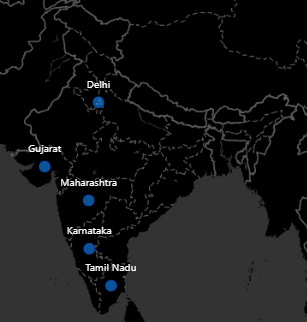 Delhi
Gujarat
Maharashtra
Karnataka
Tamil Nadu